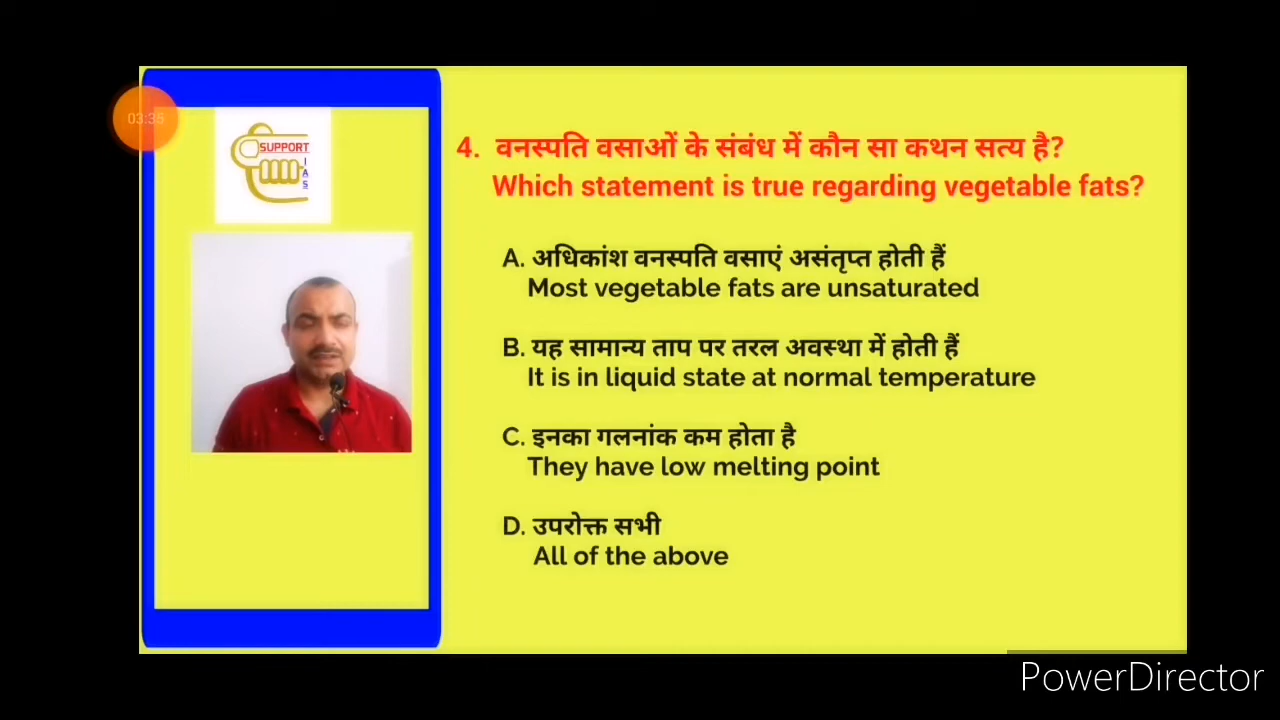 03:35
SUPPORT
I
A
S
4. वनस्पति वसाओं के संबंध में कौन सा कथन सत्य है?
Which statement is true regarding vegetable fats?
A. अधिकांश वनस्पति वसाएं असंतृप्त होती हैं
Most vegetable fats are unsaturated
B. यह सामान्य ताप पर तरल अवस्था में होती हैं
It is in liquid state at normal temperature
C. इनका गलनांक कम होता है
They have low melting point
D. उपरोक्त सभी
All of the above
PowerDirector